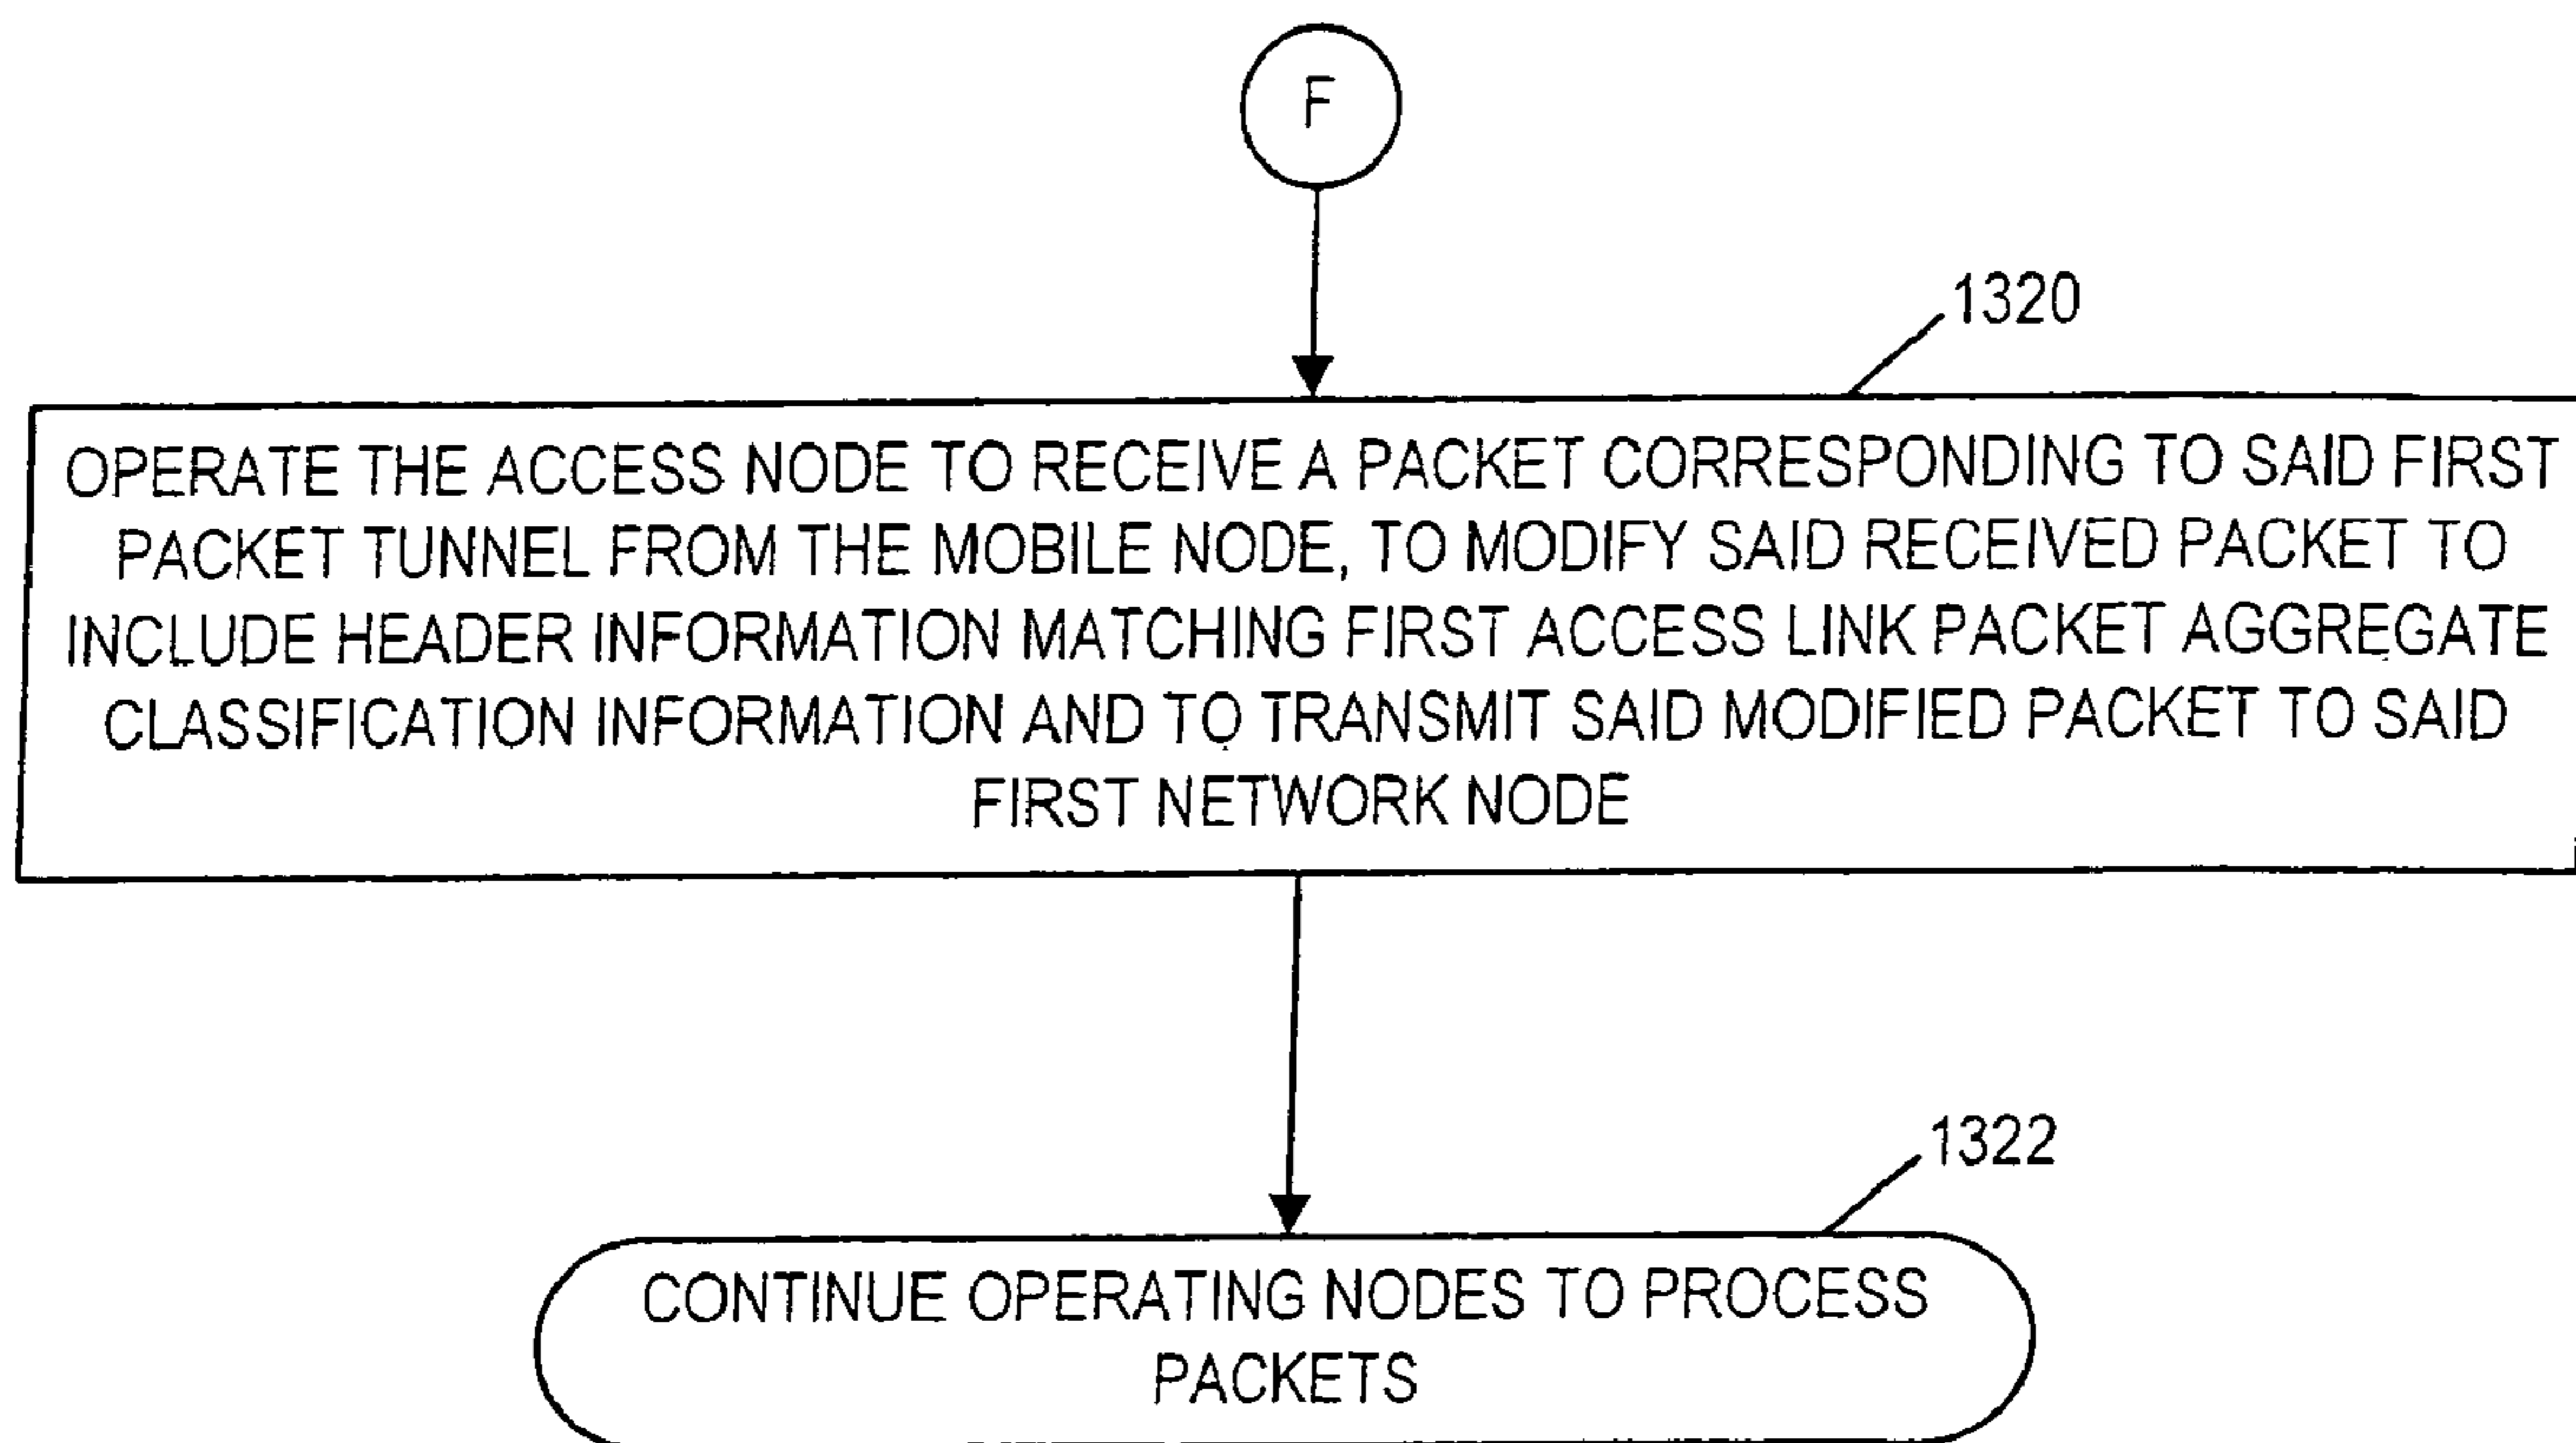 F
1320
OPERATE THE ACCESS NODE TO RECEIVE A PACKET CORRESPONDING TO SAID FIRST
PACKET TUNNEL FROM THE MOBILE NODE, TO MODIFY SAID RECEIVED PACKET TO
INCLUDE HEADER INFORMATION MATCHING FIRST ACCESS LINK PACKET AGGREGATE
CLASSIFICATION INFORMATION AND TO TRANSMIT SAID MODIFIED PACKET TO SAID
FIRST NETWORK NODE
1322
CONTINUE OPERATING NODES TO PROCESS
PACKETS